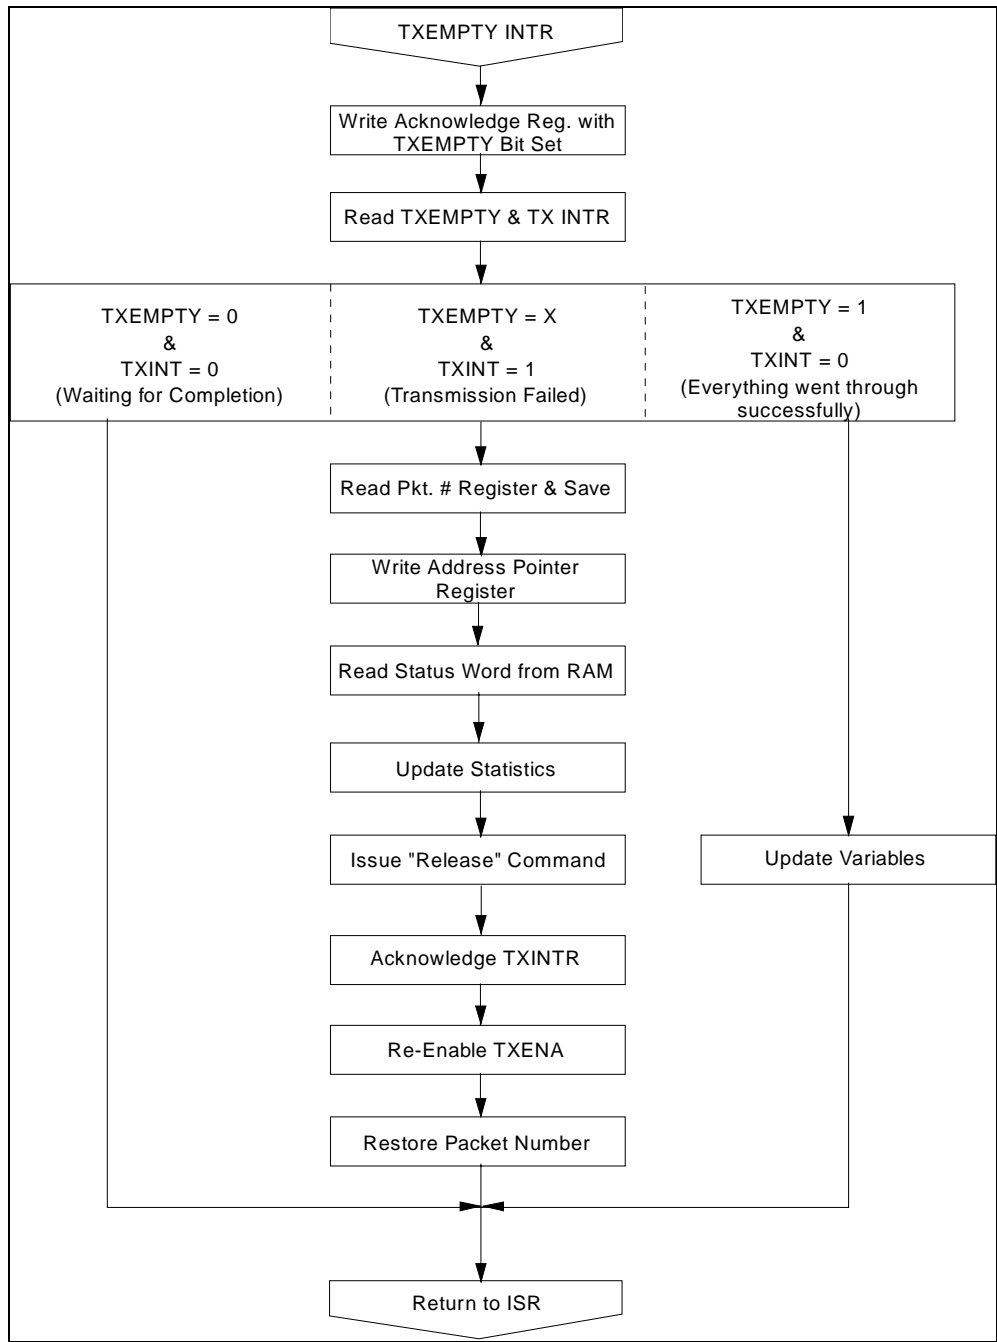 TXEMPTY INTR
Write Acknowledge Reg. with
TXEMPTY Bit Set
Read TXEMPTY & TX INTR
TXEMPTY = 0
&
TXINT = 0
(Waiting for Completion)
TXEMPTY = X
&
TXINT = 1
(Transmission Failed)
TXEMPTY = 1
&
TXINT = 0
(Everything went through
successfully)
Read Pkt. # Register & Save
Write Address Pointer
Register
Read Status Word from RAM
Update Statistics
Issue "Release" Command
Update Variables
Acknowledge TXINTR
Re-Enable TXENA
Restore Packet Number
Return to ISR